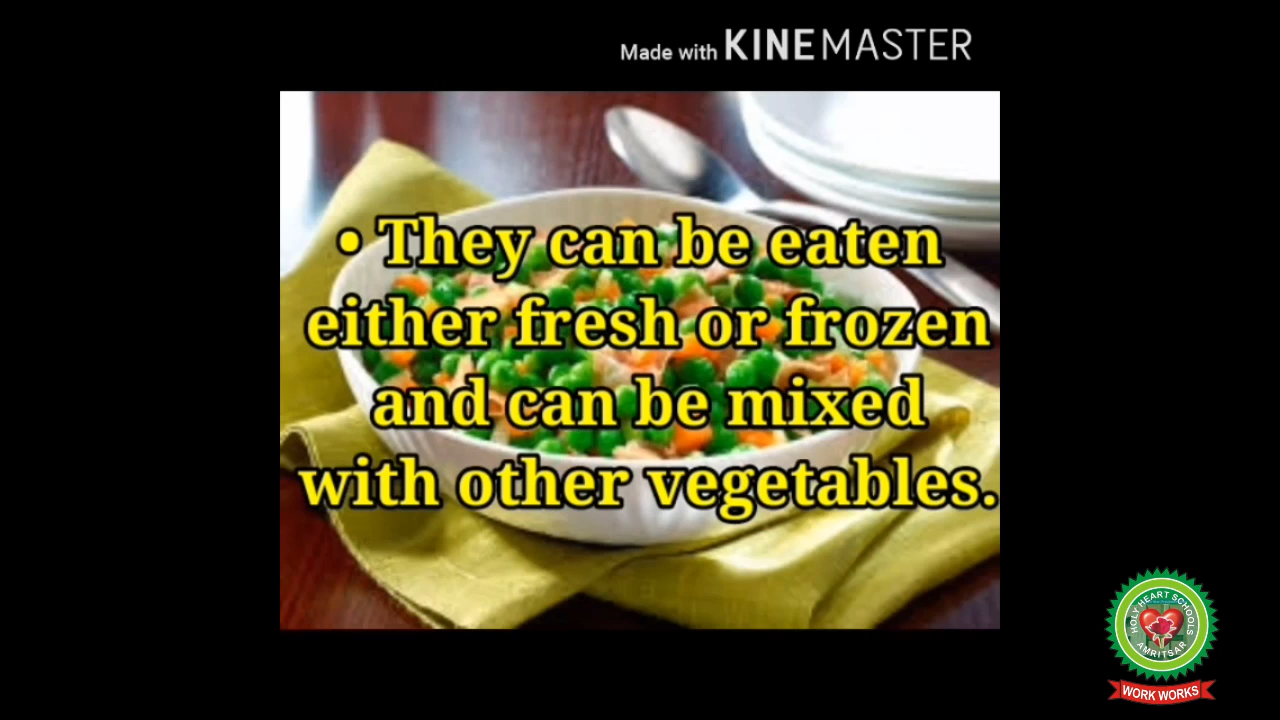 Made with KINEMASTER
• They can be eaten
either fresh or frozen
and can be mixed
with other vegetables.
HOLY HEART SCHOOLS
AMRITSAR
WORK WORKS